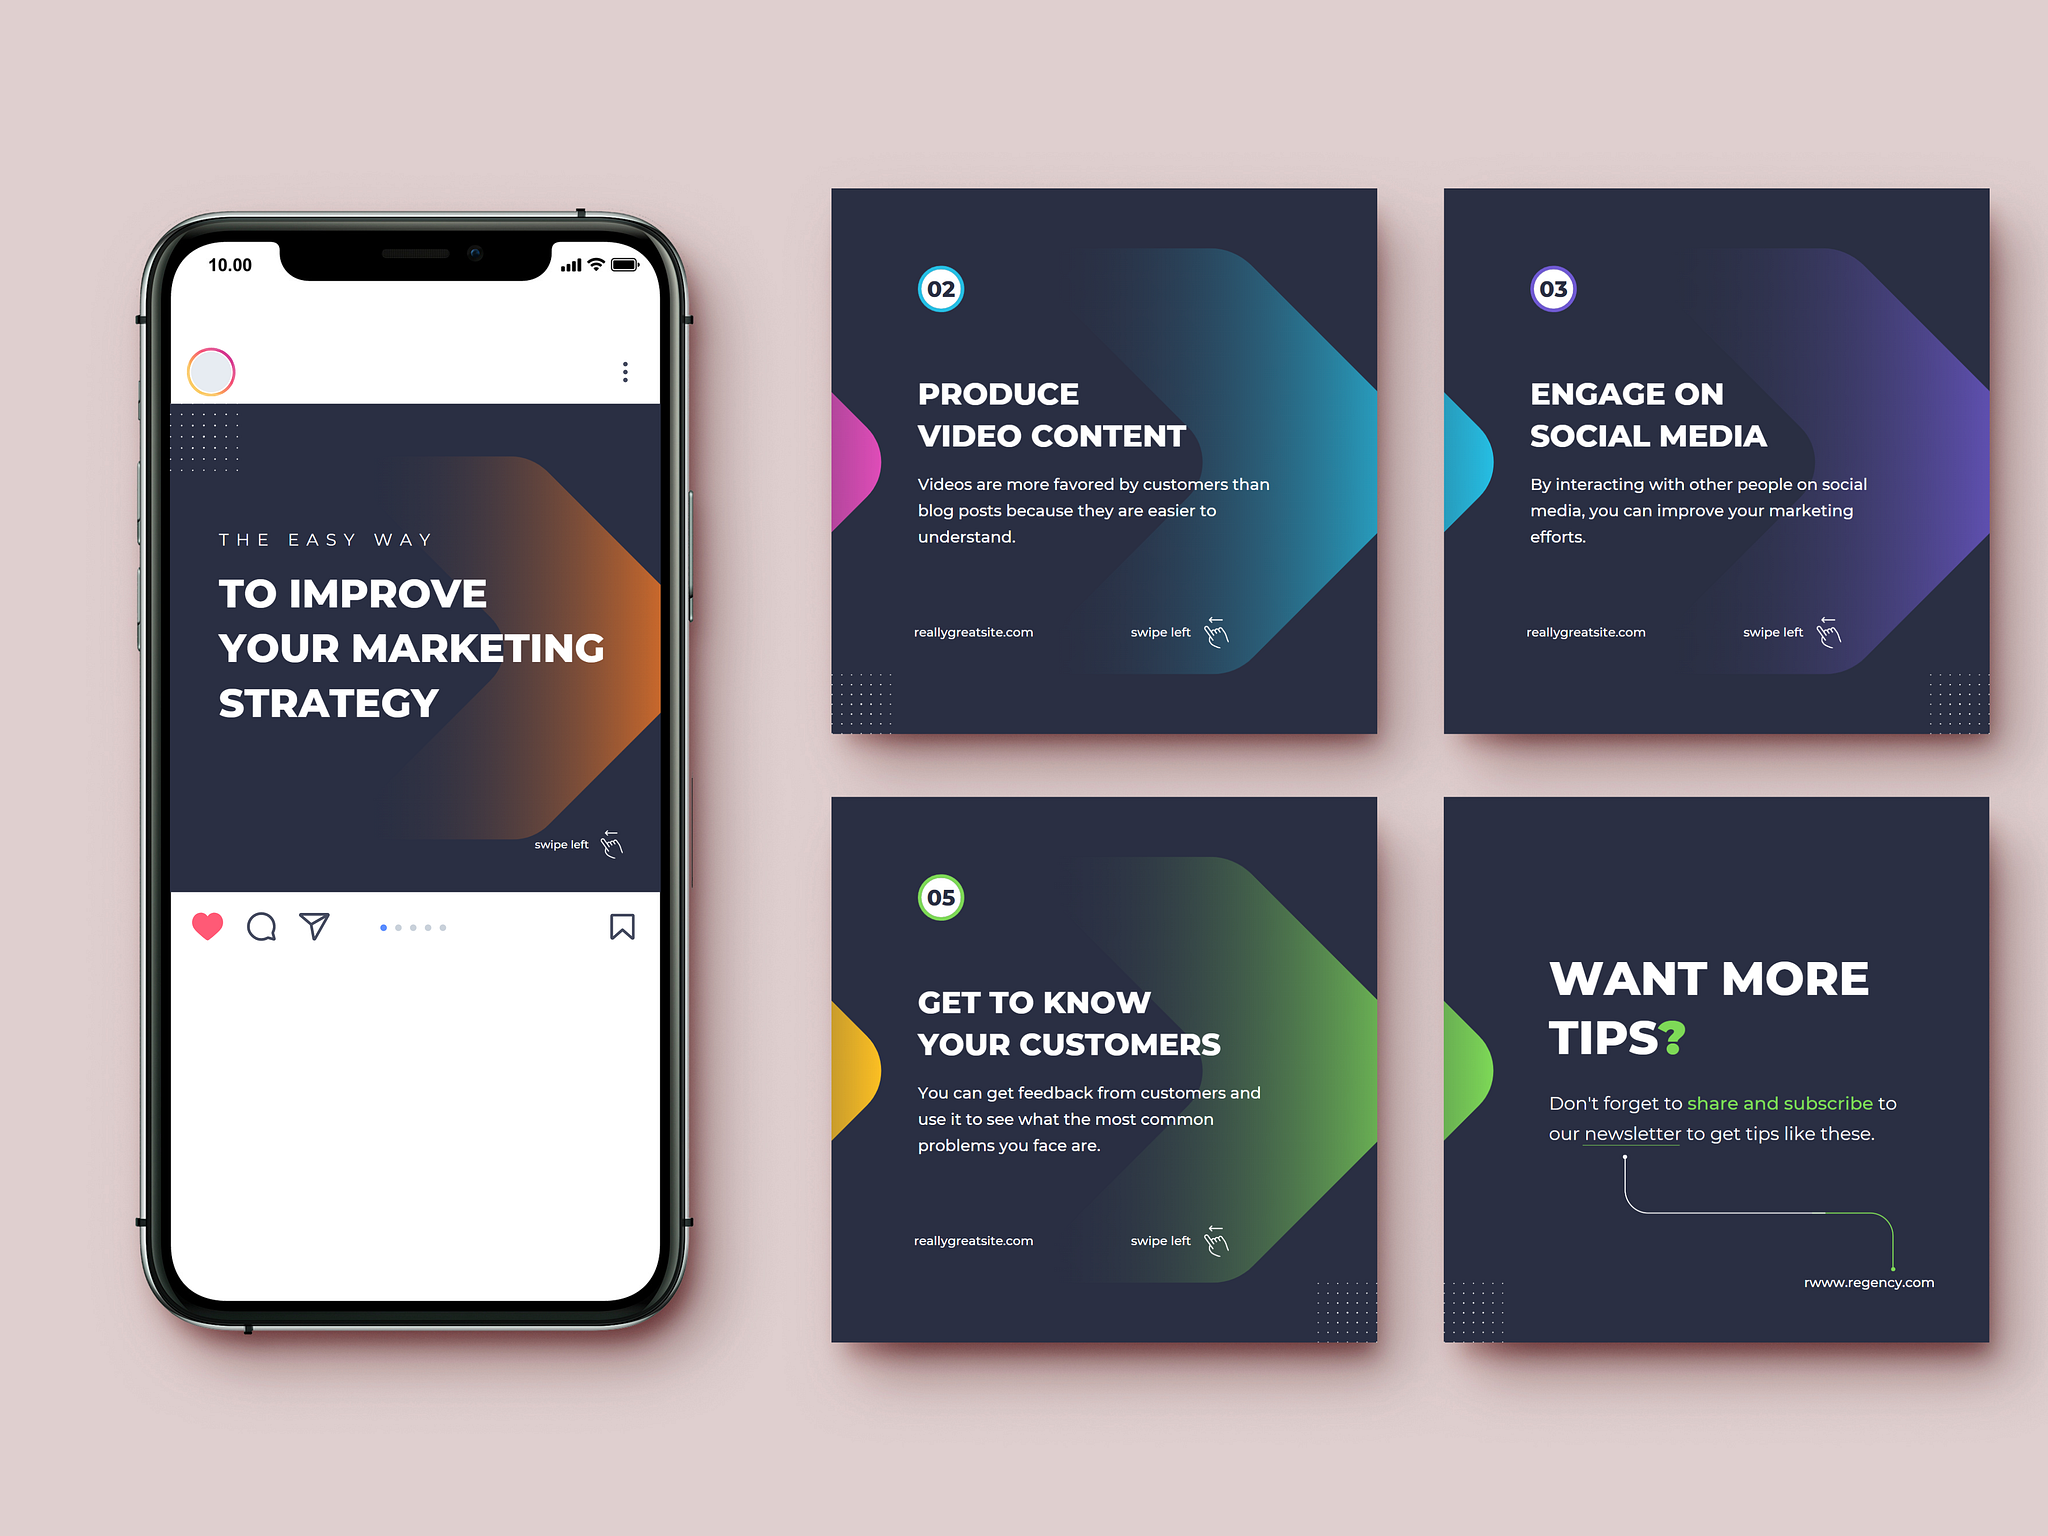 10.00
THE EASY WAY
TO IMPROVE
YOUR MARKETING
STRATEGY
swipe left
02
PRODUCE
VIDEO CONTENT
Videos are more favored by customers than
blog posts because they are easier to
understand.
reallygreatsite.com
swipe left
03
ENGAGE ON
SOCIAL MEDIA
By interacting with other people on social
media, you can improve your marketing
efforts.
reallygreatsite.com
swipe left
05
GET TO KNOW
YOUR CUSTOMERS
You can get feedback from customers and
use it to see what the most common
problems you face are.
reallygreatsite.com
swipe left
WANT MORE
TIPS?
Don't forget to share and subscribe to
our newsletter to get tips like these.
rwww.regency.com